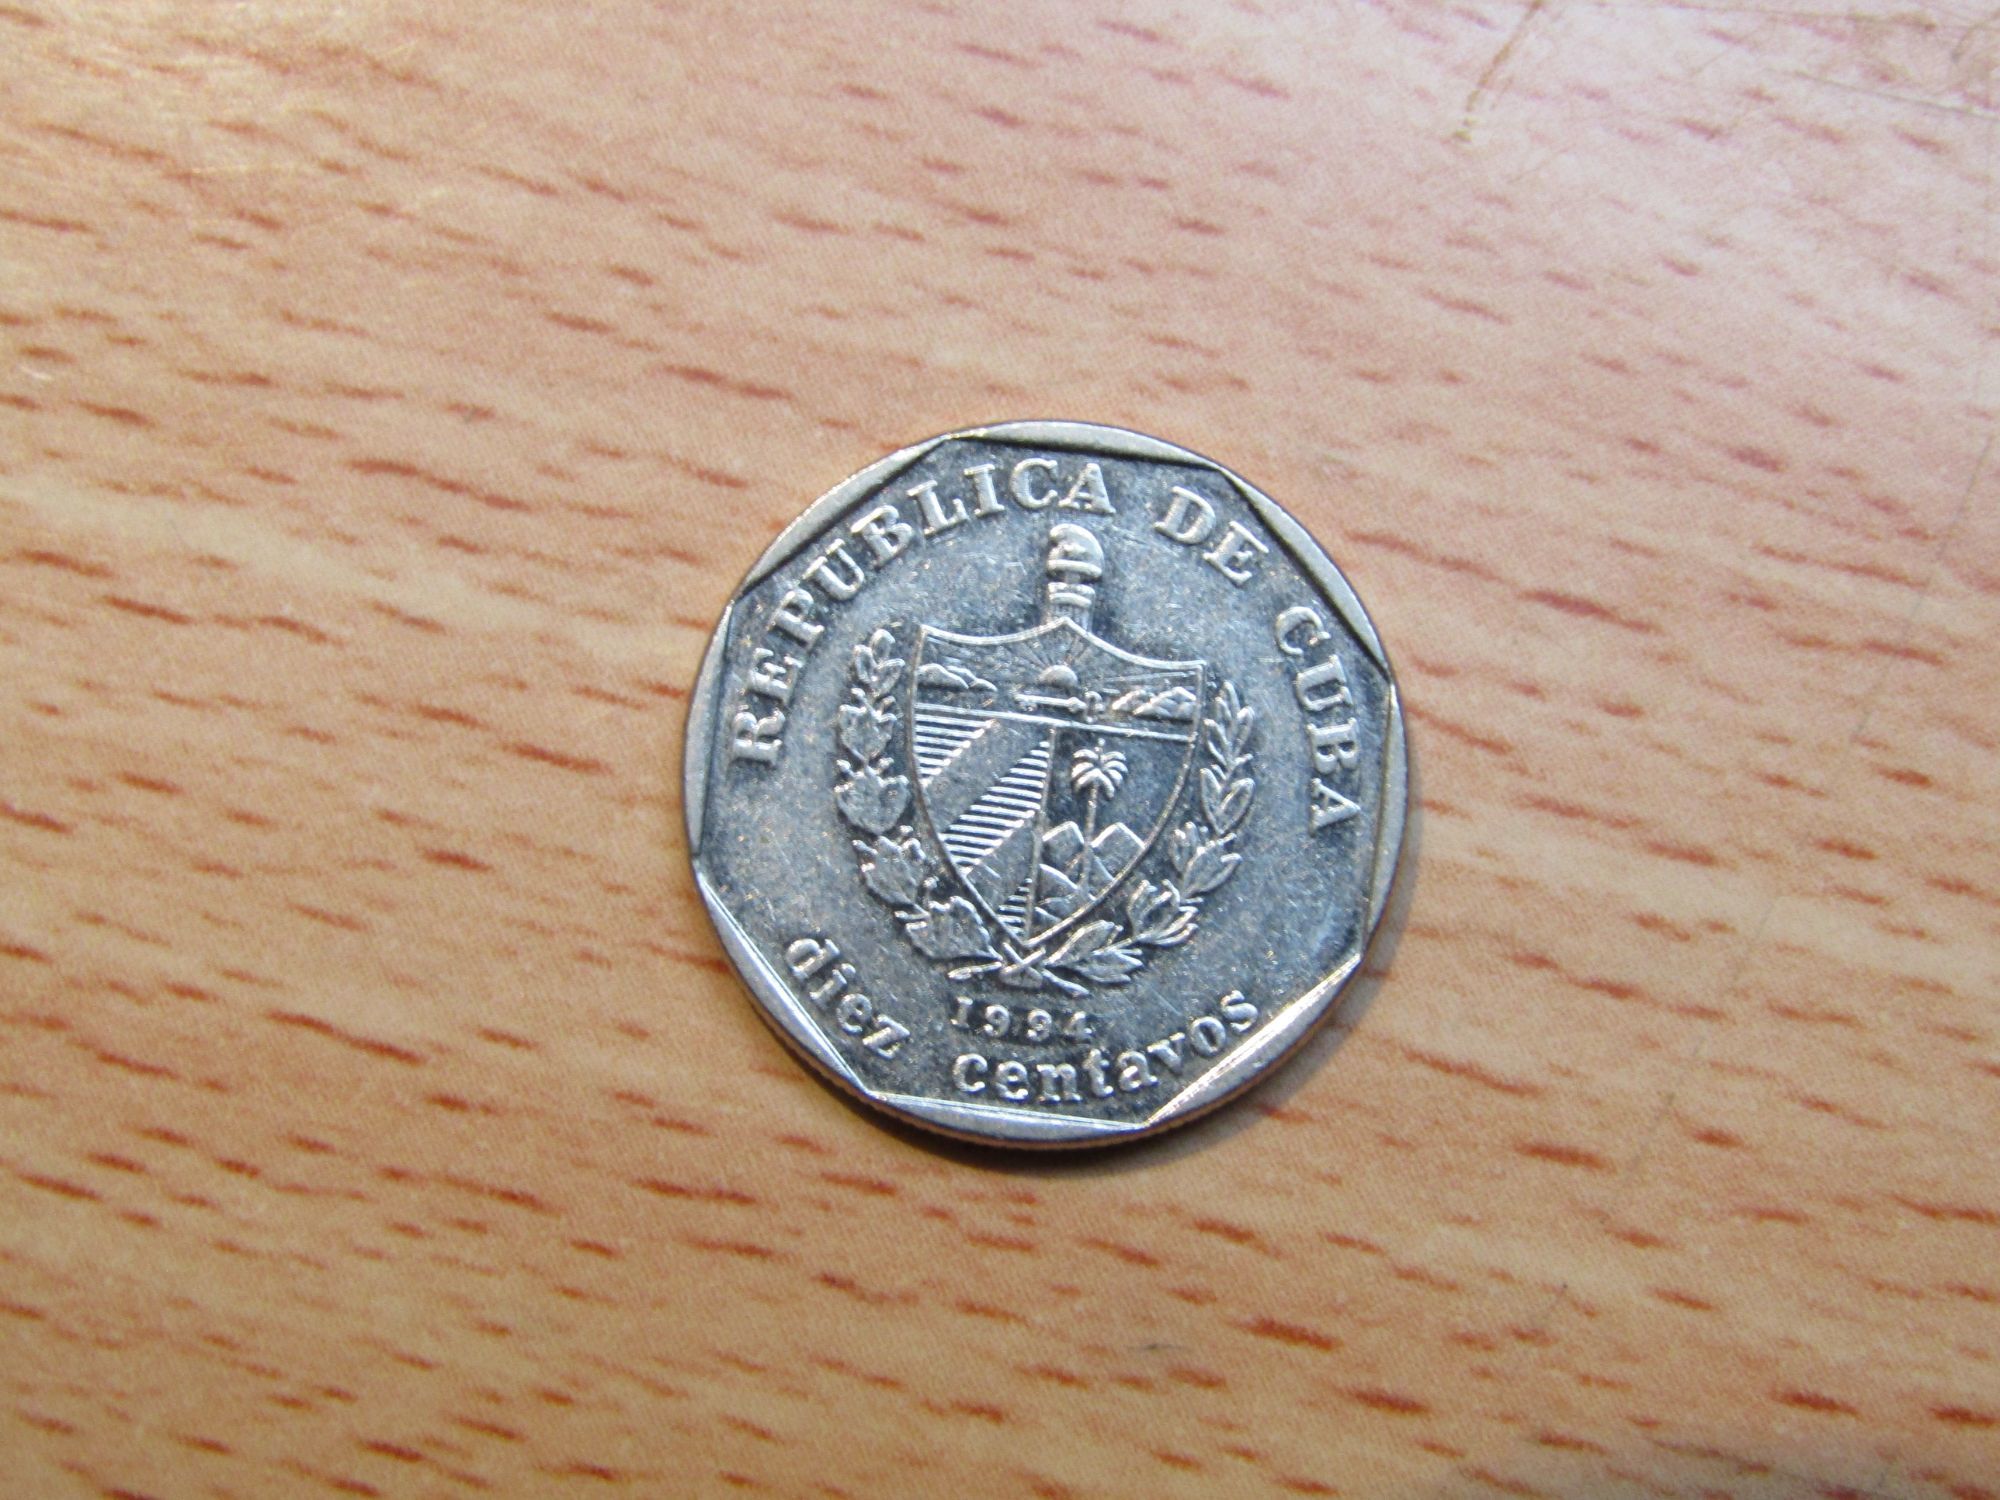 REPUBLICA DE CUBA
1994
diez centavos